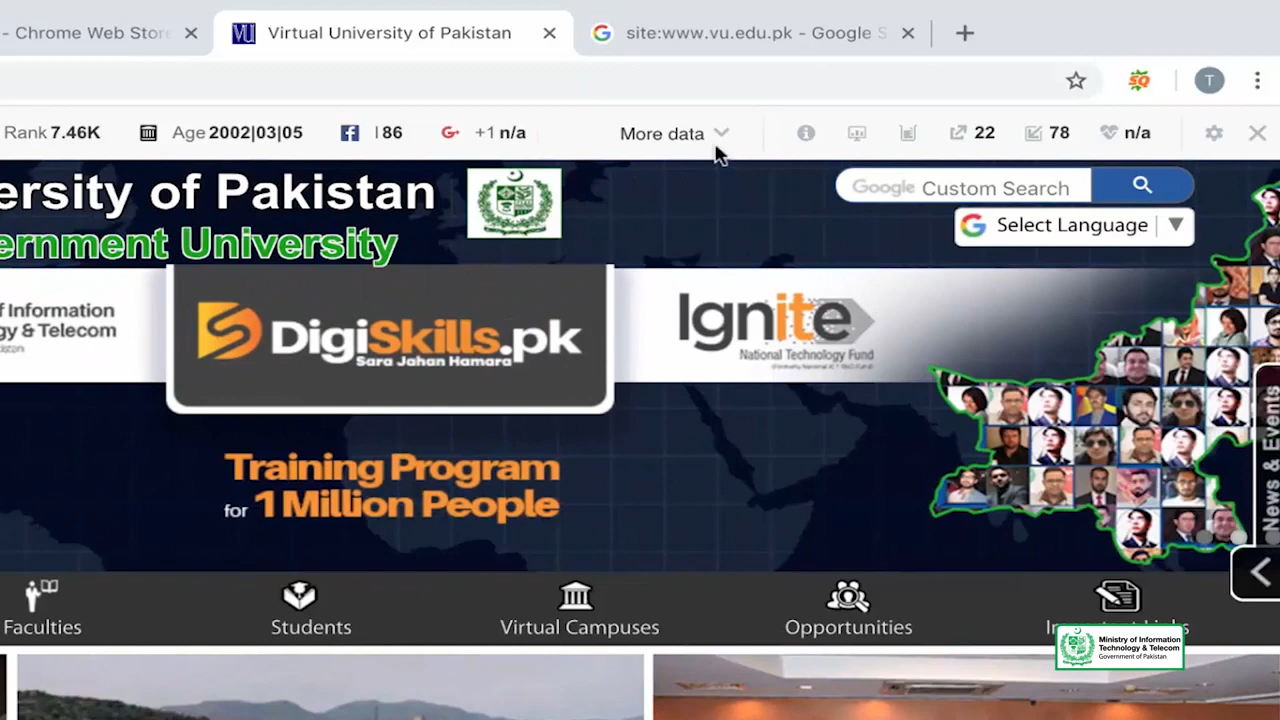 - Chrome Web Store
Virtual University of Pakistan
site:www.vu.edu.pk - Google S
T
Rank 7.46K
Age 2002|03|05
l 86
+1 n/a
More data
22
78
n/a
ersity of Pakistan
ernment University
Google Custom Search
Select Language
of Information
gy & Telecom
DigiSkills.pk
Sara Jahan Hamara
Ignite
National Technology Fund
Training Program
for 1 Million People
News & Events
Faculties
Students
Virtual Campuses
Opportunities
Ministry of Information
Technology & Telecom
Government of Pakistan